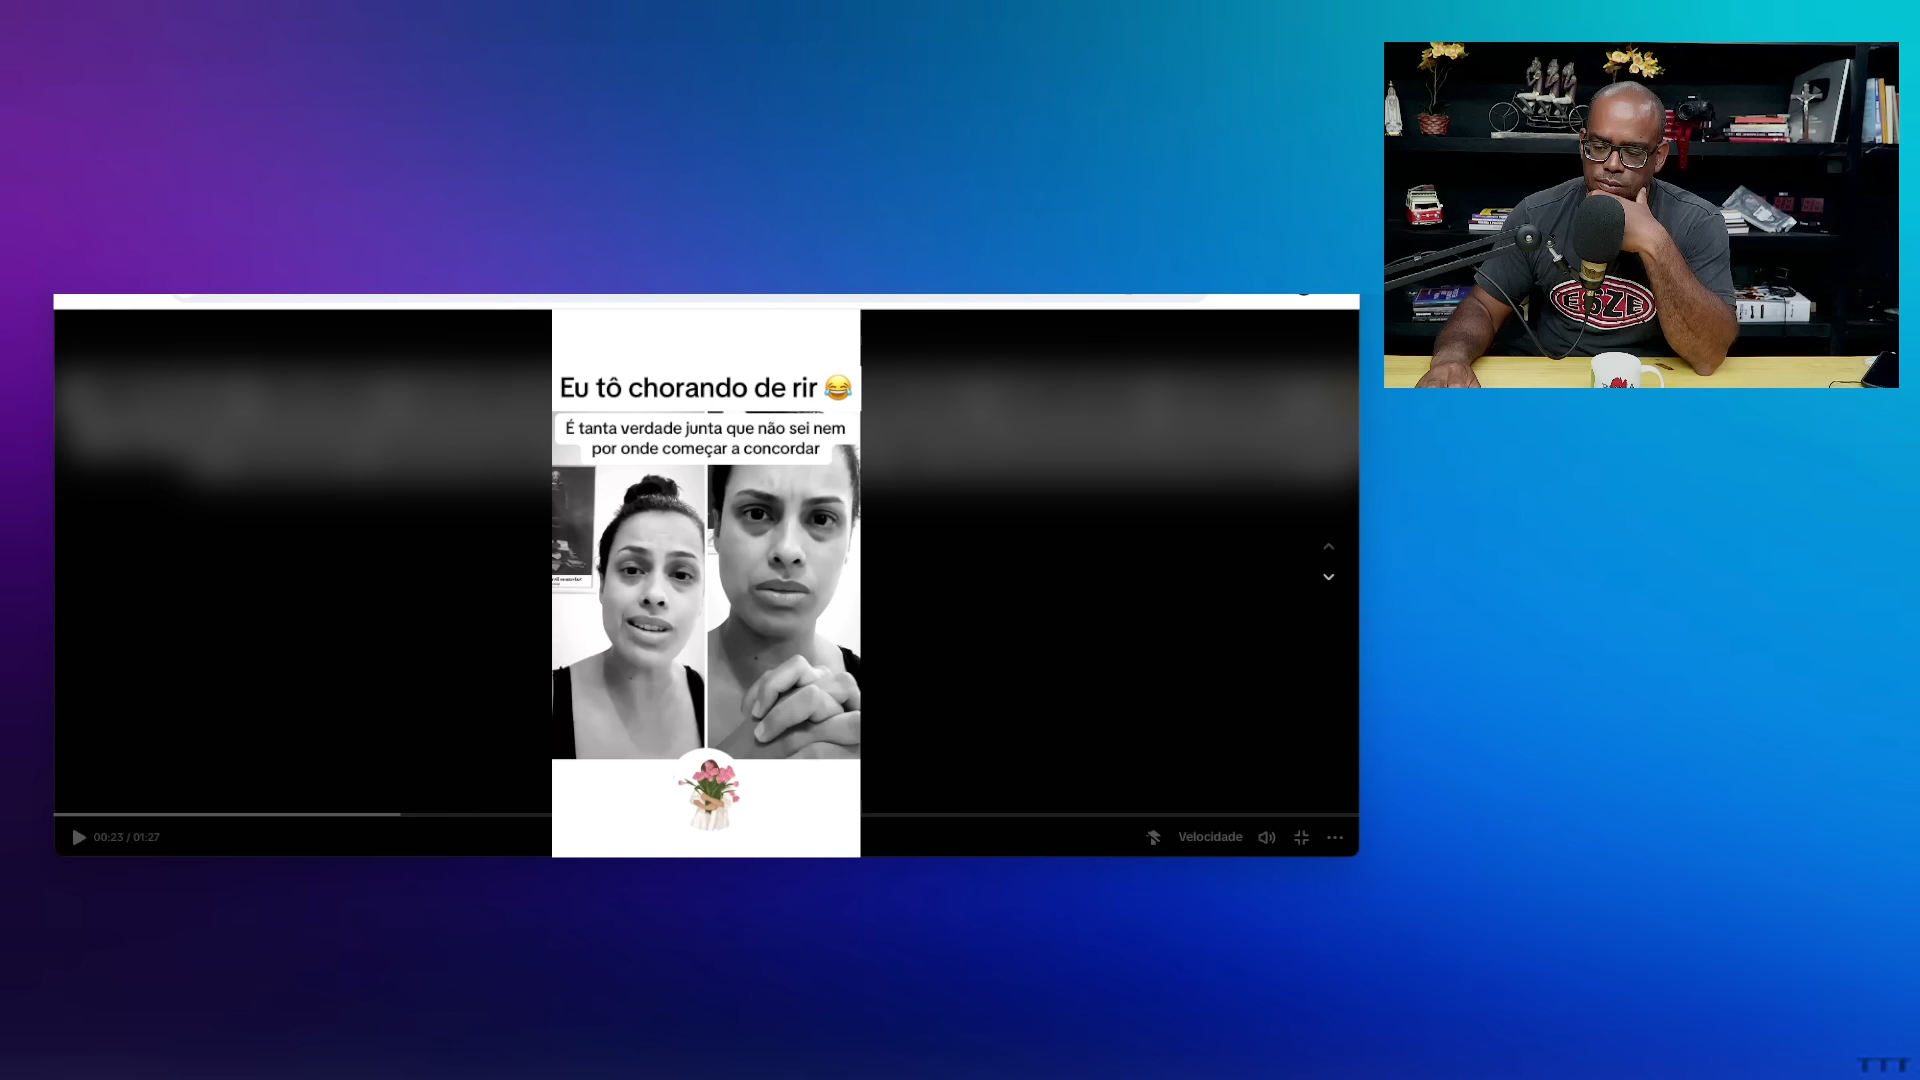 Eu tô chorando de rir 😂
É tanta verdade junta que não sei nem
por onde começar a concordar
00:23 / 01:27
Velocidade
TTT